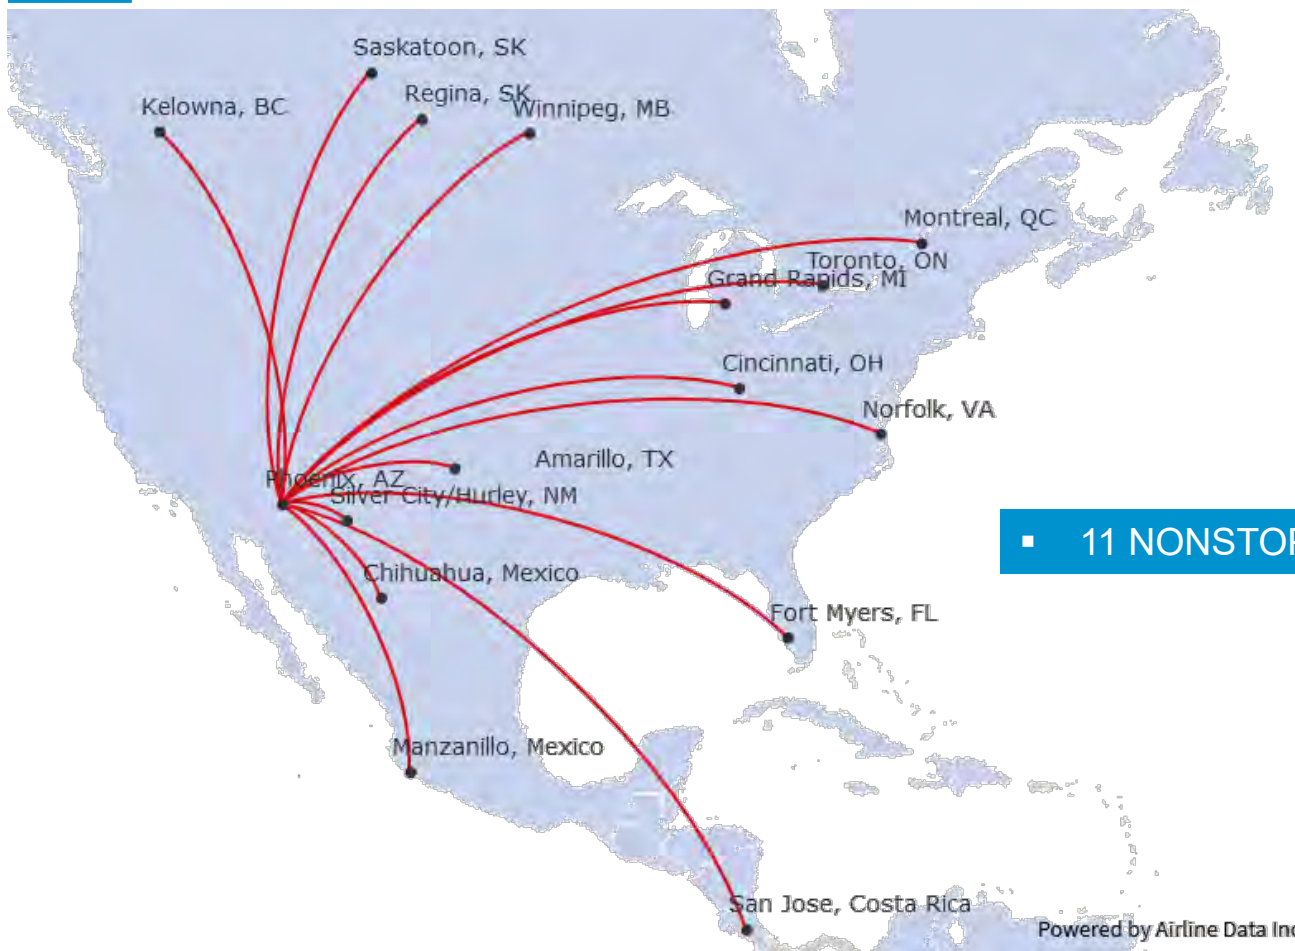 Saskatoon, SK
Regina, SK
Kelowna, BC
Winnipeg, MB
Montreal, QC
Toronto, ON
Grand Rapids, MI
Cincinnati, OH
Norfolk, VA
Amarillo, TX
Phoenix, AZ
Silver City/Hurley, NM
▪ 11 NONSTOP
Chihuahua, Mexico
Fort Myers, FL
Manzanillo, Mexico
San Jose, Costa Rica
Powered by Airline Data Inc